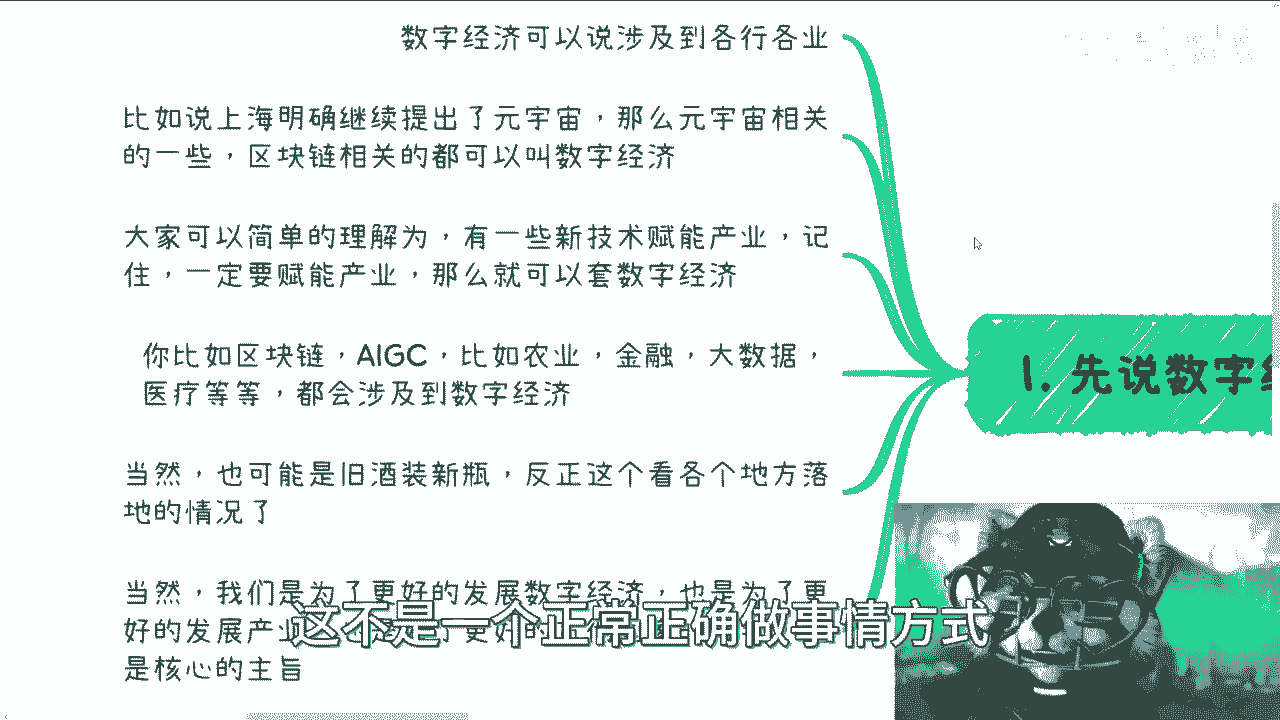 数字经济可以说涉及到各行各业
比如说上海明确继续提出了元宇宙，那么元宇宙相关
的一些，区块链相关的都可以叫数字经济
大家可以简单的理解为，有一些新技术赋能产业，记
住，一定要赋能产业，那么就可以套数字经济
你比如区块链，AIGC，比如农业，金融，大数据，
医疗等等，都会涉及到数字经济
当然，也可能是旧酒装新瓶，反正这个看各个地方落
地的情况了
当然，我们是为了更好的发展数字经济，也是为了更
好的发展产业
是核心的主旨
1. 先说数字经
这不是一个正常正确做事情方式